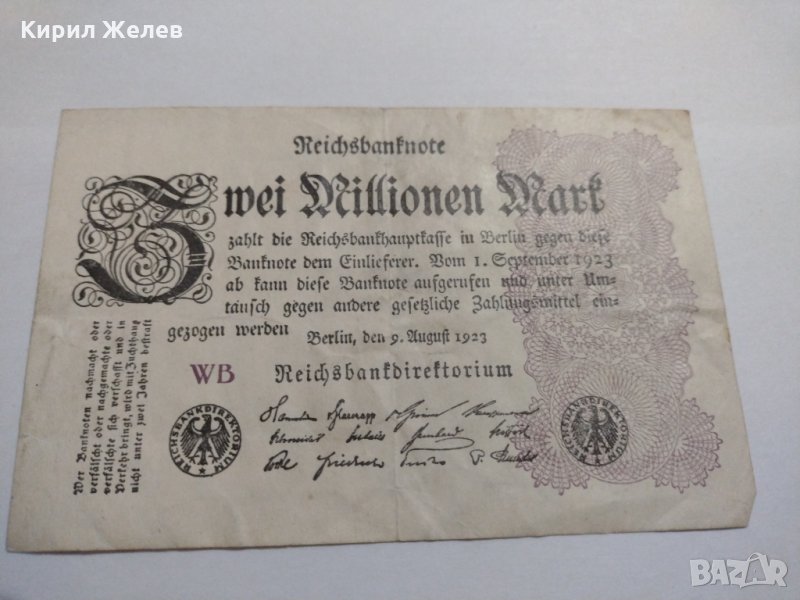 Кирил Желев
Reichsbanknote
Zwei Millionen Mark
zahlt die Reichsbankhauptkasse in Berlin gegen diese
Banknote dem Einlieferer. Vom 1. September 1923
ab kann diese Banknote aufgerufen und unter Um-
tausch gegen andere gesetzliche Zahlungsmittel ein-
gezogen werden
Berlin, den 9. August 1923
WB Reichsbankdirektorium
REICHSBANKDIREKTORIUM
REICHSBANKDIREKTORIUM
Wer Banknoten nachmacht oder
verfälscht oder nachgemachte oder
verfälschte sich verschafft und in
Verkehr bringt, wird mit Zuchthaus
nicht unter zwei Jahren bestraft
BAZAR